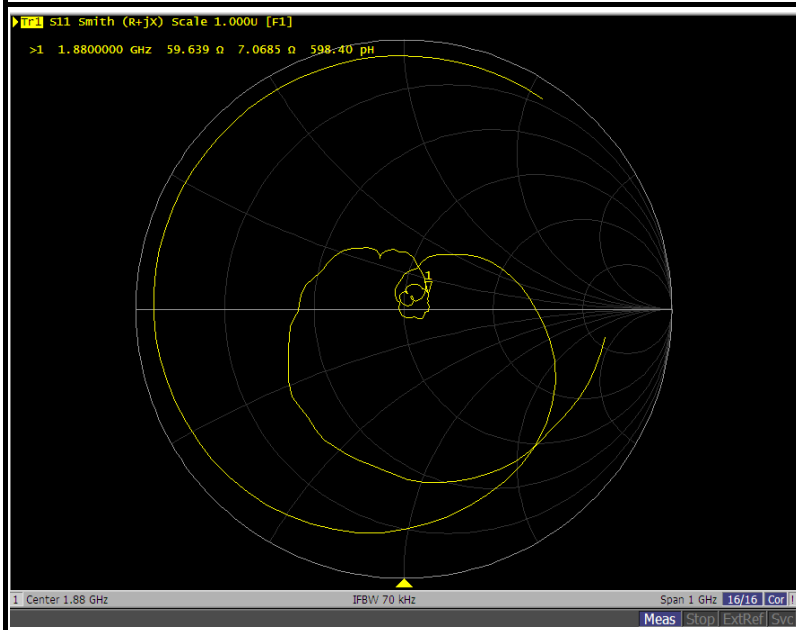 Tr1 S11 Smith (R+jX) Scale 1.000U [F1]
>1 1.8800000 GHz 59.639 Ω 7.0685 Ω 598.40 pH
1
1 Center 1.88 GHz IFBW 70 kHz Span 1 GHz 16/16 Cor !
Meas Stop ExtRef Svc